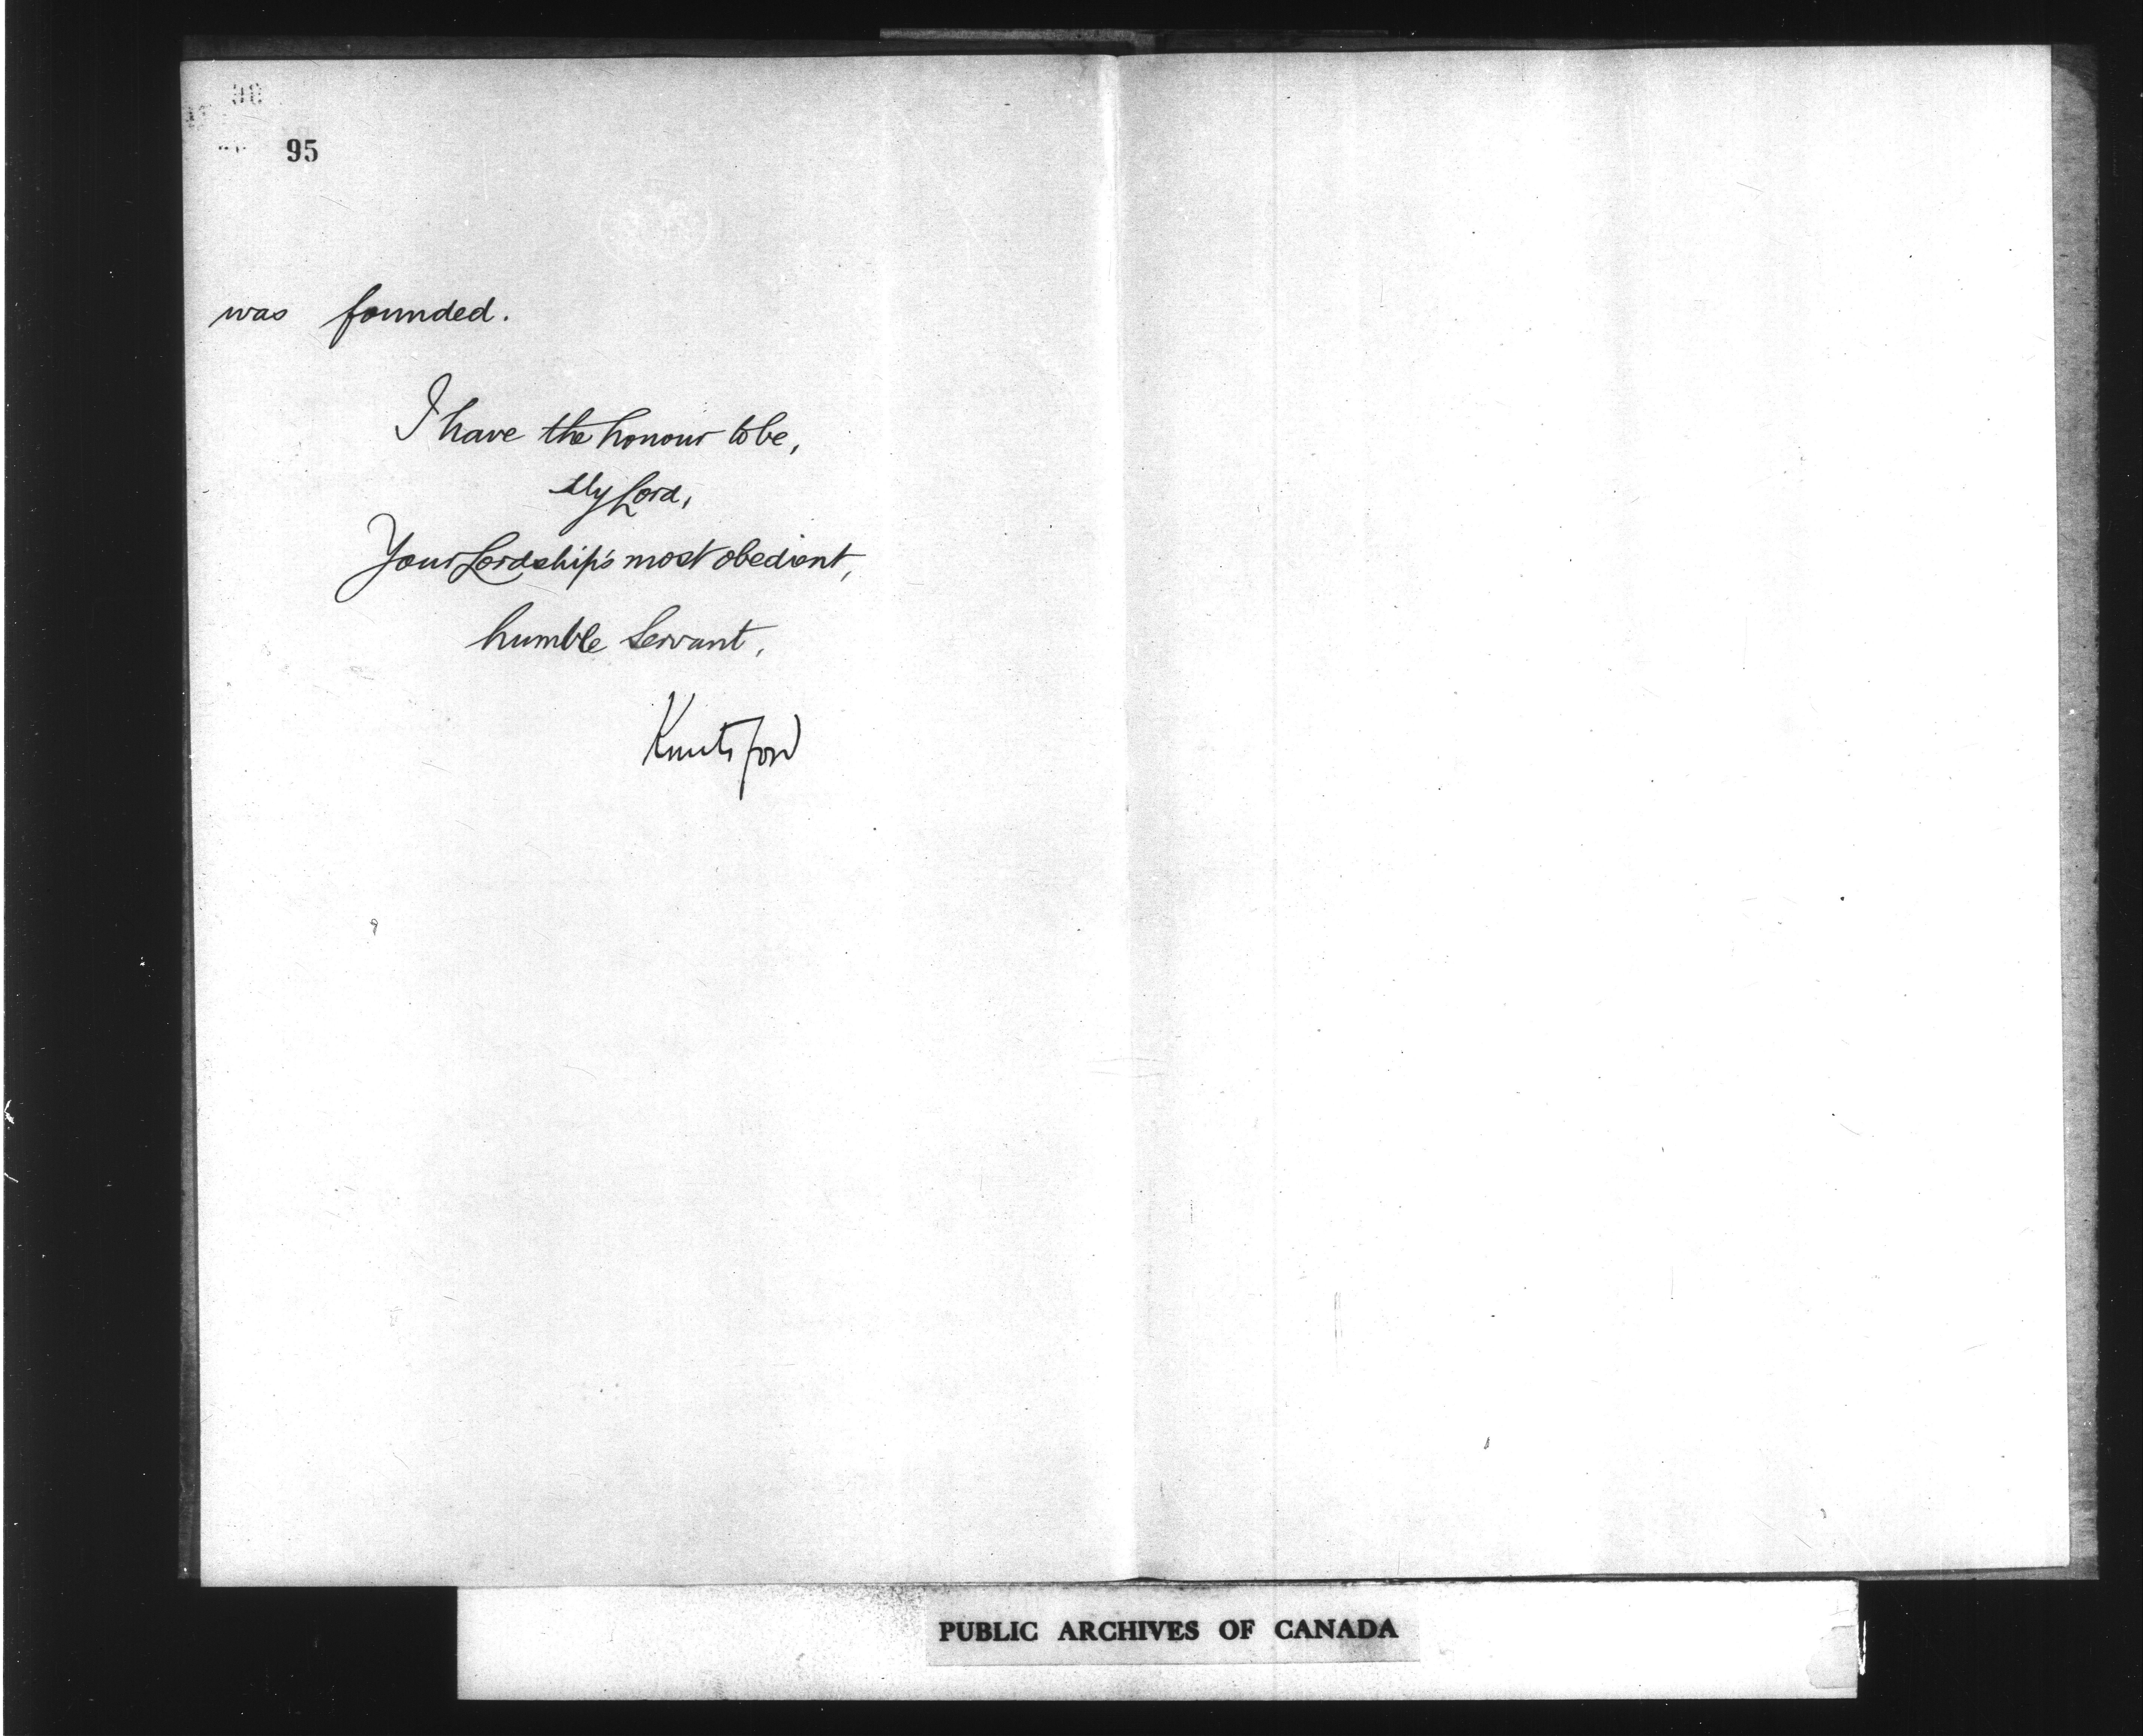 95
was founded.
I have the honour to be,
My Lord,
Your Lordship's most obedient,
humble Servant,
Knutsford
PUBLIC ARCHIVES OF CANADA